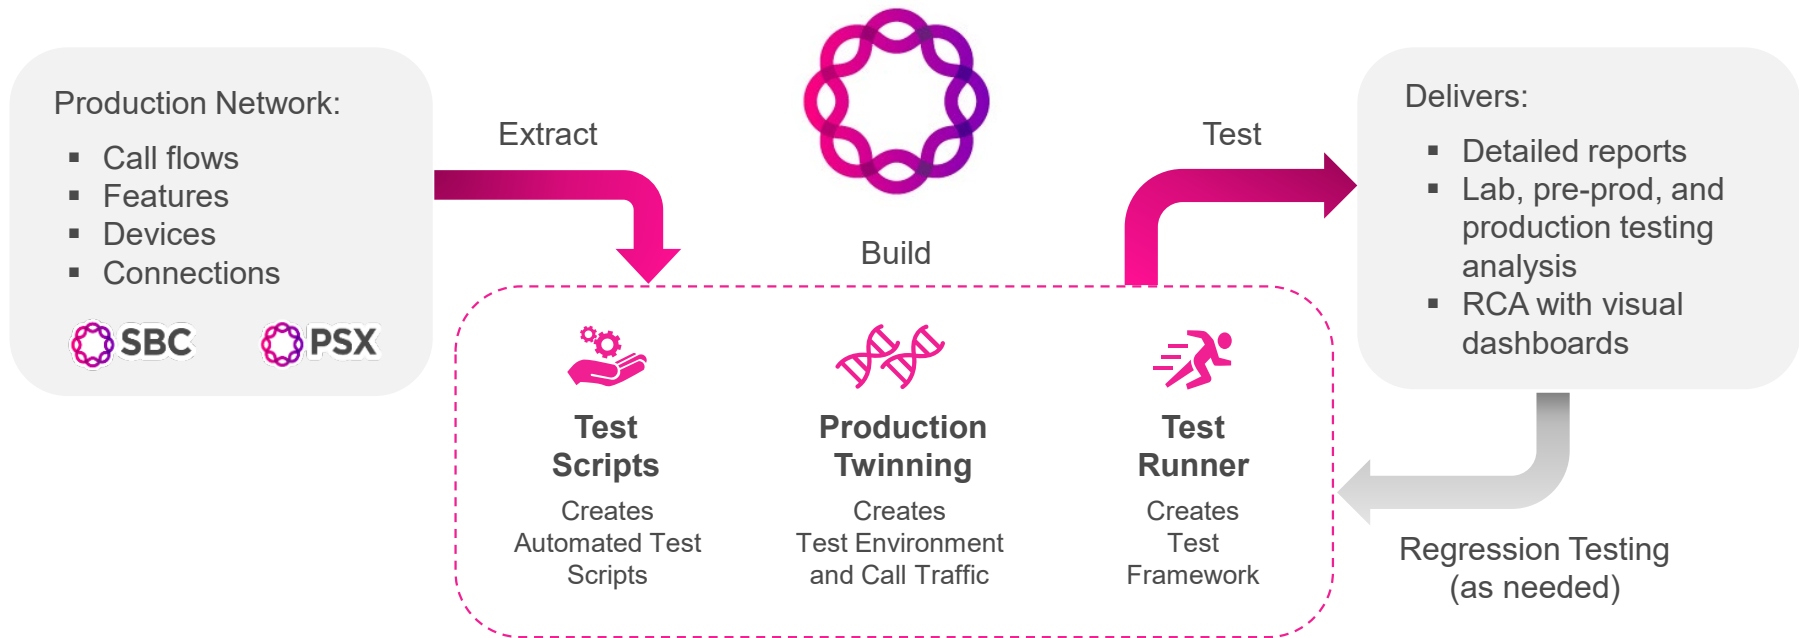 Production Network:
▪ Call flows
▪ Features
▪ Devices
▪ Connections
SBC
PSX
Extract
Build
Test
Scripts
Creates
Automated Test
Scripts
Production
Twinning
Creates
Test Environment
and Call Traffic
Test
Runner
Creates
Test
Framework
Test
Delivers:
▪ Detailed reports
▪ Lab, pre-prod, and
production testing
analysis
▪ RCA with visual
dashboards
Regression Testing
(as needed)